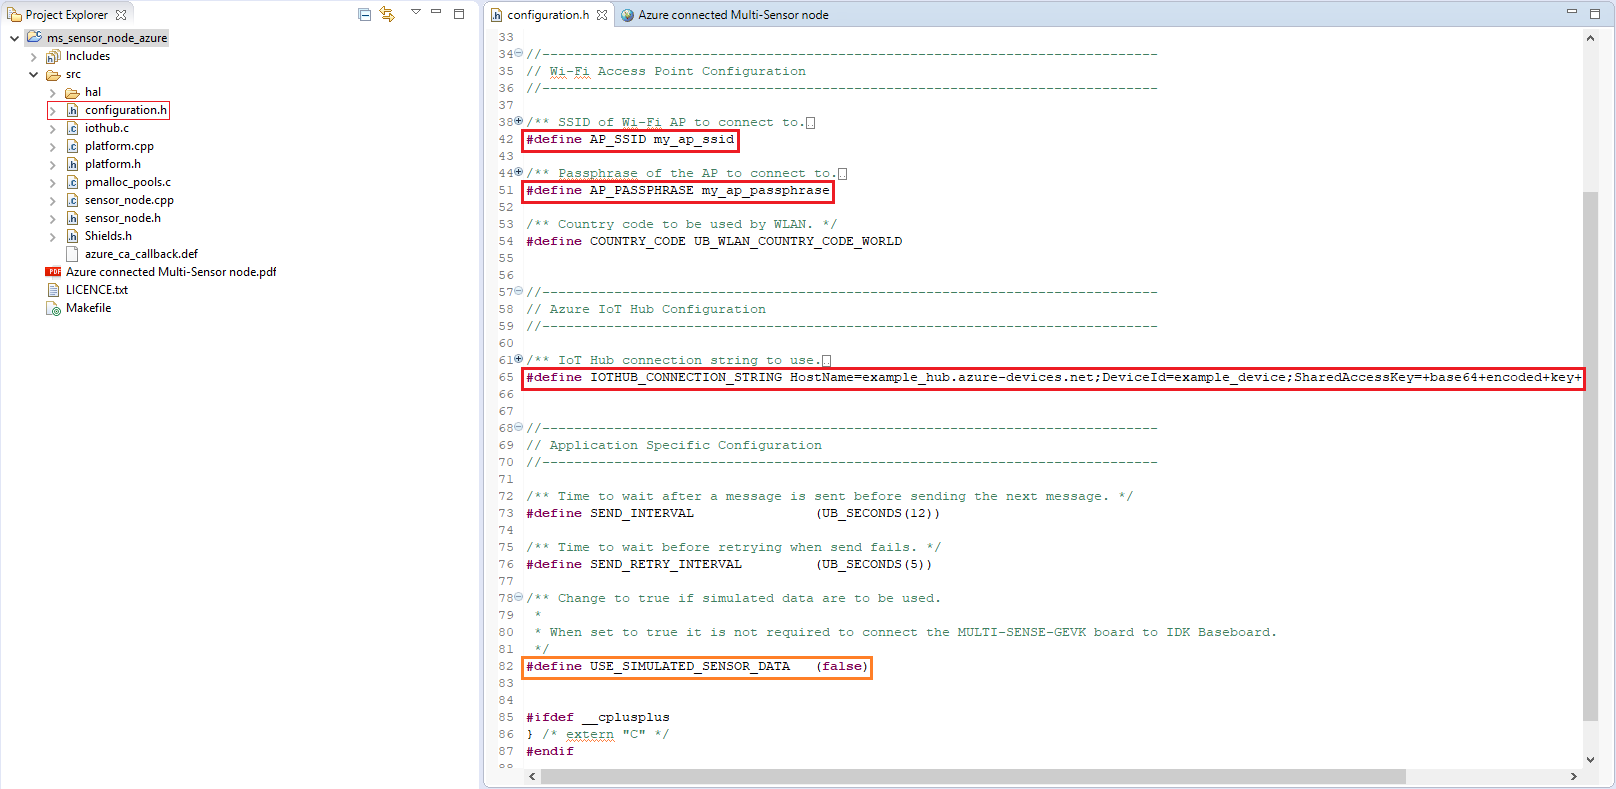 Project Explorer
ms_sensor_node_azure
Includes
src
hal
configuration.h
iothub.c
platform.cpp
platform.h
pmalloc_pools.c
sensor_node.cpp
sensor_node.h
Shields.h
azure_ca_callback.def
PDF Azure connected Multi-Sensor node.pdf
LICENCE.txt
Makefile
configuration.h Azure connected Multi-Sensor node
33
34 //-----------------------------------------------------------------------------
35 // Wi-Fi Access Point Configuration
36 //-----------------------------------------------------------------------------
37
38 /** SSID of Wi-Fi AP to connect to.
42 #define AP_SSID my_ap_ssid
43
44 /** Passphrase of the AP to connect to.
51 #define AP_PASSPHRASE my_ap_passphrase
52
53 /** Country code to be used by WLAN. */
54 #define COUNTRY_CODE UB_WLAN_COUNTRY_CODE_WORLD
55
56
57 //-----------------------------------------------------------------------------
58 // Azure IoT Hub Configuration
59 //-----------------------------------------------------------------------------
60
61 /** IoT Hub connection string to use.
65 #define IOTHUB_CONNECTION_STRING HostName=example_hub.azure-devices.net;DeviceId=example_device;SharedAccessKey=+base64+encoded+key+
66
67
68 //-----------------------------------------------------------------------------
69 // Application Specific Configuration
70 //-----------------------------------------------------------------------------
71
72 /** Time to wait after a message is sent before sending the next message. */
73 #define SEND_INTERVAL (UB_SECONDS(12))
74
75 /** Time to wait before retrying when send fails. */
76 #define SEND_RETRY_INTERVAL (UB_SECONDS(5))
77
78 /** Change to true if simulated data are to be used.
79 *
80 * When set to true it is not required to connect the MULTI-SENSE-GEVK board to IDK Baseboard.
81 */
82 #define USE_SIMULATED_SENSOR_DATA (false)
83
84
85 #ifdef __cplusplus
86 } /* extern "C" */
87 #endif
88